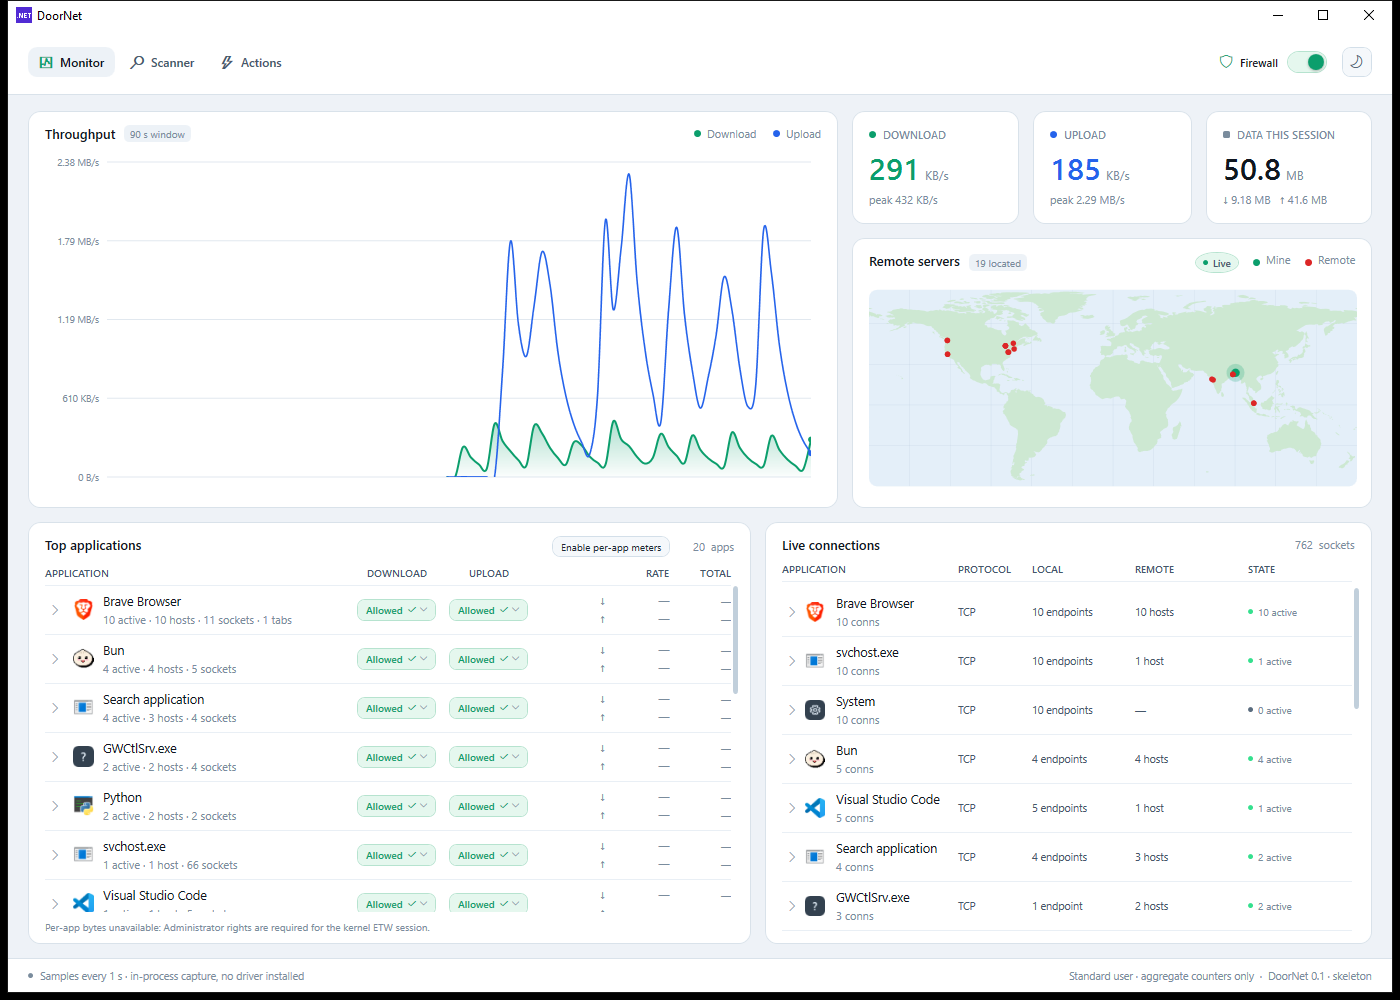 .NET DoorNet
Monitor Scanner Actions Firewall
Throughput 90 s window Download Upload
2.38 MB/s
1.79 MB/s
1.19 MB/s
610 KB/s
0 B/s
DOWNLOAD
291 KB/s
peak 432 KB/s
UPLOAD
185 KB/s
peak 2.29 MB/s
DATA THIS SESSION
50.8 MB
↓ 9.18 MB ↑ 41.6 MB
Remote servers 19 located Live Mine Remote
Top applications Enable per-app meters 20 apps
APPLICATION DOWNLOAD UPLOAD RATE TOTAL
Brave Browser
10 active · 10 hosts · 11 sockets · 1 tabs
Allowed Allowed ↓ — —
↑ — —
Bun
4 active · 4 hosts · 5 sockets
Allowed Allowed ↓ — —
↑ — —
Search application
4 active · 3 hosts · 4 sockets
Allowed Allowed ↓ — —
↑ — —
GWCtlSrv.exe
2 active · 2 hosts · 4 sockets
Allowed Allowed ↓ — —
↑ — —
Python
2 active · 2 hosts · 2 sockets
Allowed Allowed ↓ — —
↑ — —
svchost.exe
1 active · 1 host · 66 sockets
Allowed Allowed ↓ — —
↑ — —
Visual Studio Code
Allowed Allowed ↓ — —
Per-app bytes unavailable: Administrator rights are required for the kernel ETW session.
Live connections 762 sockets
APPLICATION PROTOCOL LOCAL REMOTE STATE
Brave Browser
10 conns
TCP 10 endpoints 10 hosts 10 active
svchost.exe
10 conns
TCP 10 endpoints 1 host 1 active
System
10 conns
TCP 10 endpoints — 0 active
Bun
5 conns
TCP 4 endpoints 4 hosts 4 active
Visual Studio Code
5 conns
TCP 5 endpoints 1 host 1 active
Search application
4 conns
TCP 4 endpoints 3 hosts 2 active
GWCtlSrv.exe
3 conns
TCP 1 endpoint 2 hosts 2 active
Samples every 1 s · in-process capture, no driver installed
Standard user · aggregate counters only · DoorNet 0.1 · skeleton